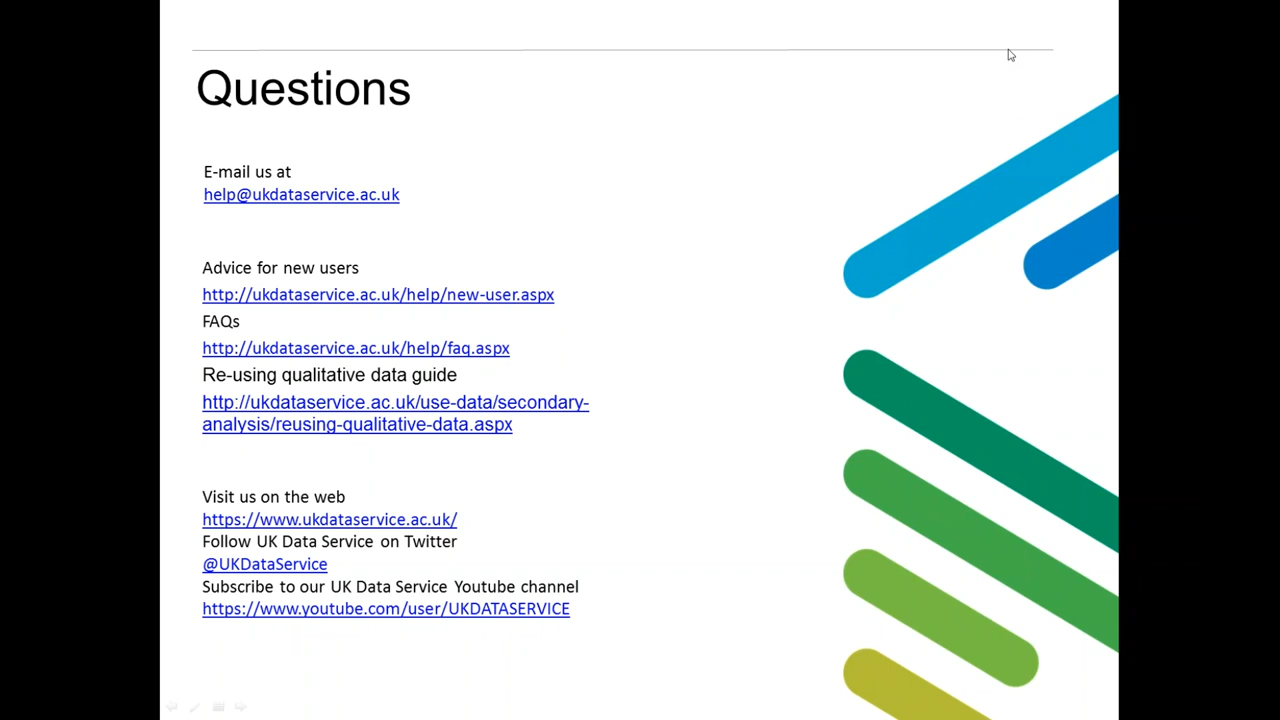 Questions
E-mail us at
help@ukdataservice.ac.uk
Advice for new users
http://ukdataservice.ac.uk/help/new-user.aspx
FAQs
http://ukdataservice.ac.uk/help/faq.aspx
Re-using qualitative data guide
http://ukdataservice.ac.uk/use-data/secondary-
analysis/reusing-qualitative-data.aspx
Visit us on the web
https://www.ukdataservice.ac.uk/
Follow UK Data Service on Twitter
@UKDataService
Subscribe to our UK Data Service Youtube channel
https://www.youtube.com/user/UKDATASERVICE